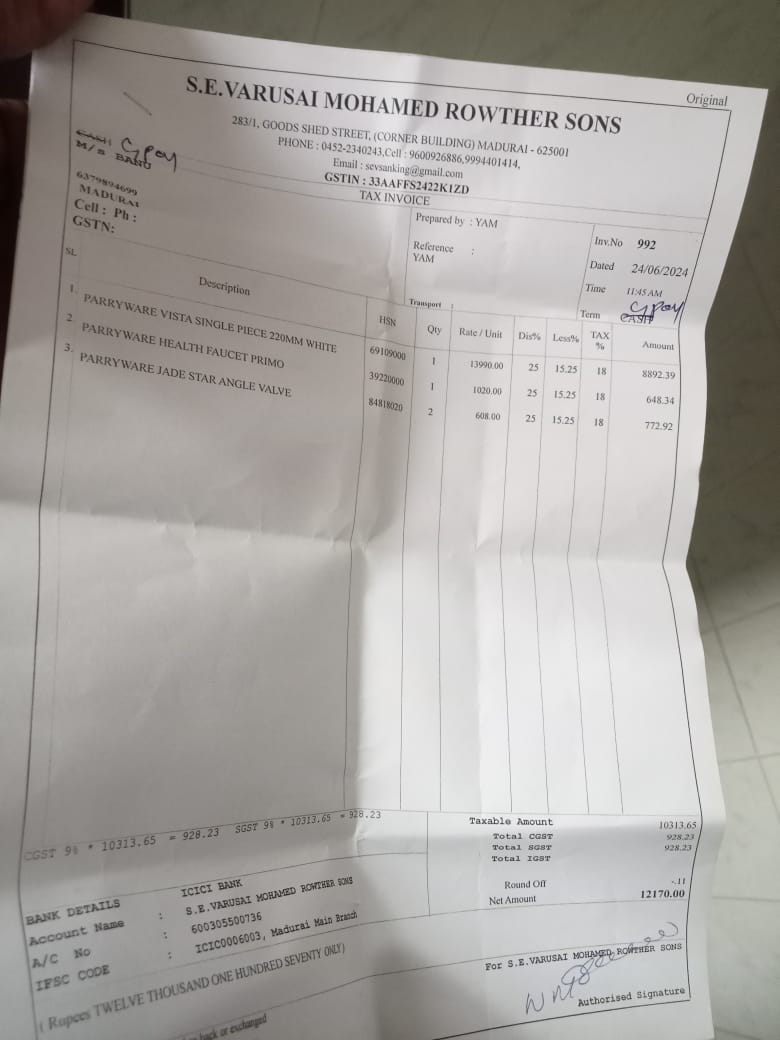 Original
S.E.VARUSAI MOHAMED ROWTHER SONS
283/1, GOODS SHED STREET, (CORNER BUILDING) MADURAI - 625001
PHONE : 0452-2340243,Cell : 9600926886,9994401414,
Email : sevsanking@gmail.com
GSTIN : 33AAFFS2422K1ZD
TAX INVOICE
CASH GPay
M/S BANU
6379894699
MADURAI
Cell : Ph :
GSTN:
Prepared by : YAM
Reference :
YAM
Transport :
Inv.No 992
Dated 24/06/2024
Time 11:45 AM
Term CASH GPay
SL Description HSN Qty Rate / Unit Dis% Less% TAX % Amount
1. PARRYWARE VISTA SINGLE PIECE 220MM WHITE 69109000 1 13990.00 25 15.25 18 8892.39
2. PARRYWARE HEALTH FAUCET PRIMO 39220000 1 1020.00 25 15.25 18 648.34
3. PARRYWARE JADE STAR ANGLE VALVE 84818020 2 608.00 25 15.25 18 772.92
CGST 9% * 10313.65 = 928.23 SGST 9% * 10313.65 = 928.23
Taxable Amount 10313.65
Total CGST 928.23
Total SGST 928.23
Total IGST
Round Off -.11
Net Amount 12170.00
BANK DETAILS ICICI BANK
Account Name : S.E.VARUSAI MOHAMED ROWTHER SONS
A/C No : 600305500736
IFSC CODE : ICIC0006003, Madurai Main Branch
( Rupees TWELVE THOUSAND ONE HUNDRED SEVENTY ONLY)
For S.E.VARUSAI MOHAMED ROWTHER SONS
Authorised Signature
back or exchanged